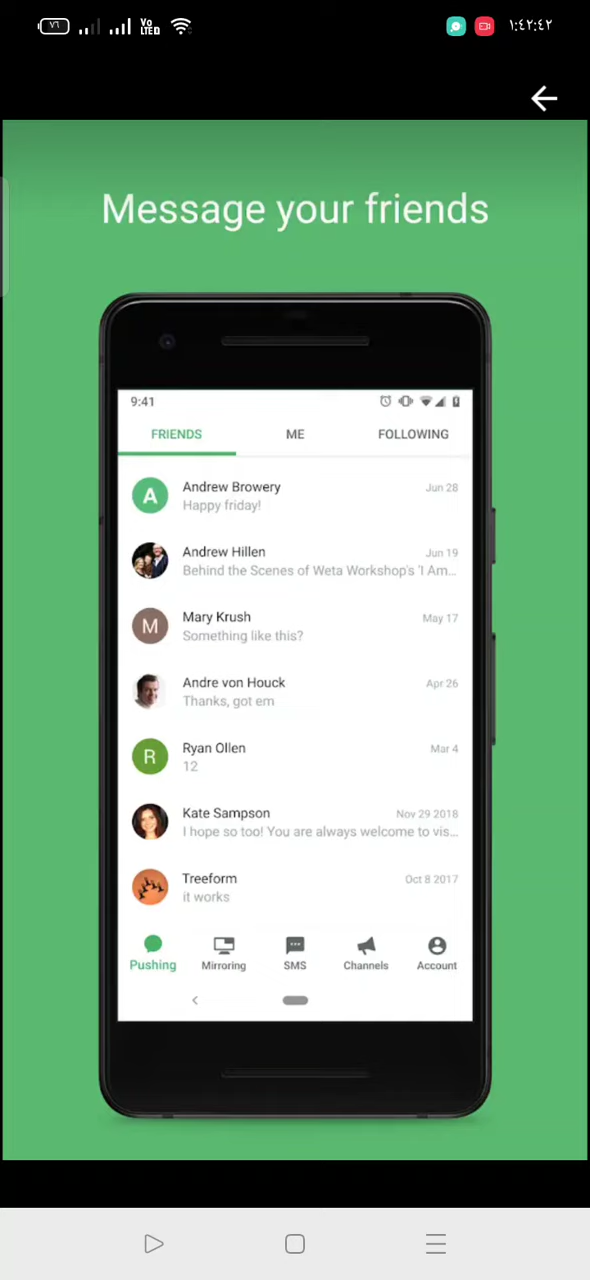 ٧٦
Vo
LTED
١:٤٢:٤٢
Message your friends
9:41
FRIENDS ME FOLLOWING
A
Andrew Browery Jun 28
Happy friday!
Andrew Hillen Jun 19
Behind the Scenes of Weta Workshop's 'I Am...
M
Mary Krush May 17
Something like this?
Andre von Houck Apr 26
Thanks, got em
R
Ryan Ollen Mar 4
12
Kate Sampson Nov 29 2018
I hope so too! You are always welcome to vis...
Treeform Oct 8 2017
it works
Pushing Mirroring SMS Channels Account